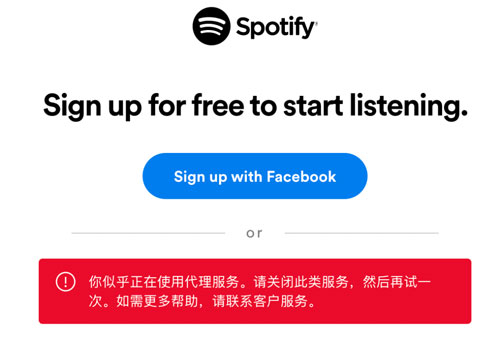 Spotify®
Sign up for free to start listening.
Sign up with Facebook
or
你似乎正在使用代理服务。请关闭此类服务，然后再试一
次。如需更多帮助，请联系客户服务。